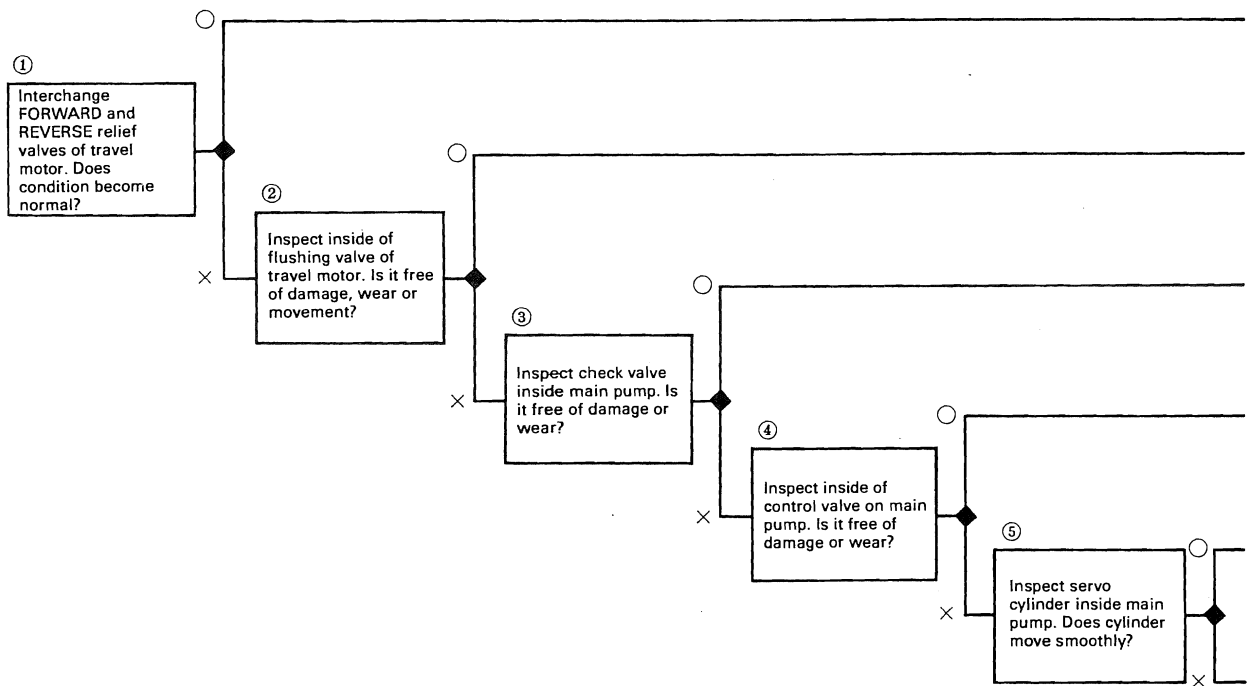 ①
Interchange
FORWARD and
REVERSE relief
valves of travel
motor. Does
condition become
normal?
②
Inspect inside of
flushing valve of
travel motor. Is it free
of damage, wear or
movement?
③
Inspect check valve
inside main pump. Is
it free of damage or
wear?
④
Inspect inside of
control valve on main
pump. Is it free of
damage or wear?
⑤
Inspect servo
cylinder inside main
pump. Does cylinder
move smoothly?